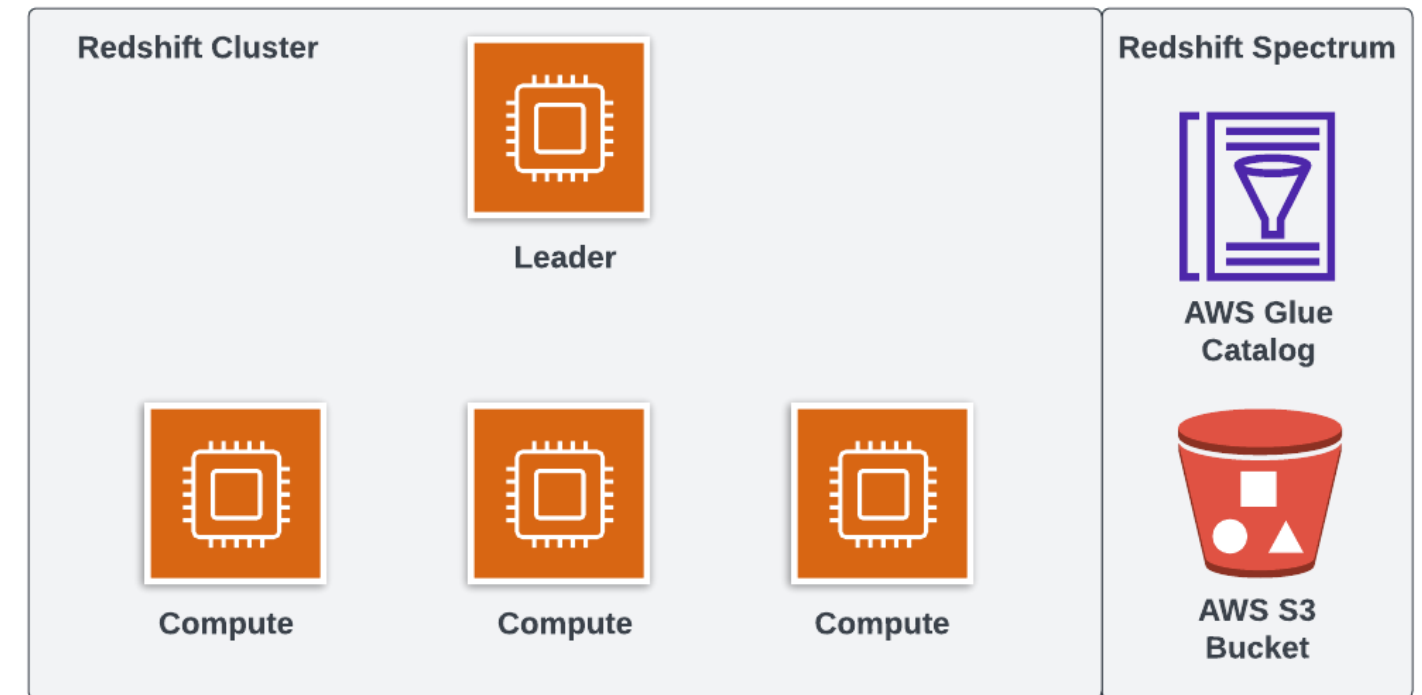 Redshift Cluster
Leader
Compute
Compute
Compute
Redshift Spectrum
AWS Glue
Catalog
AWS S3
Bucket